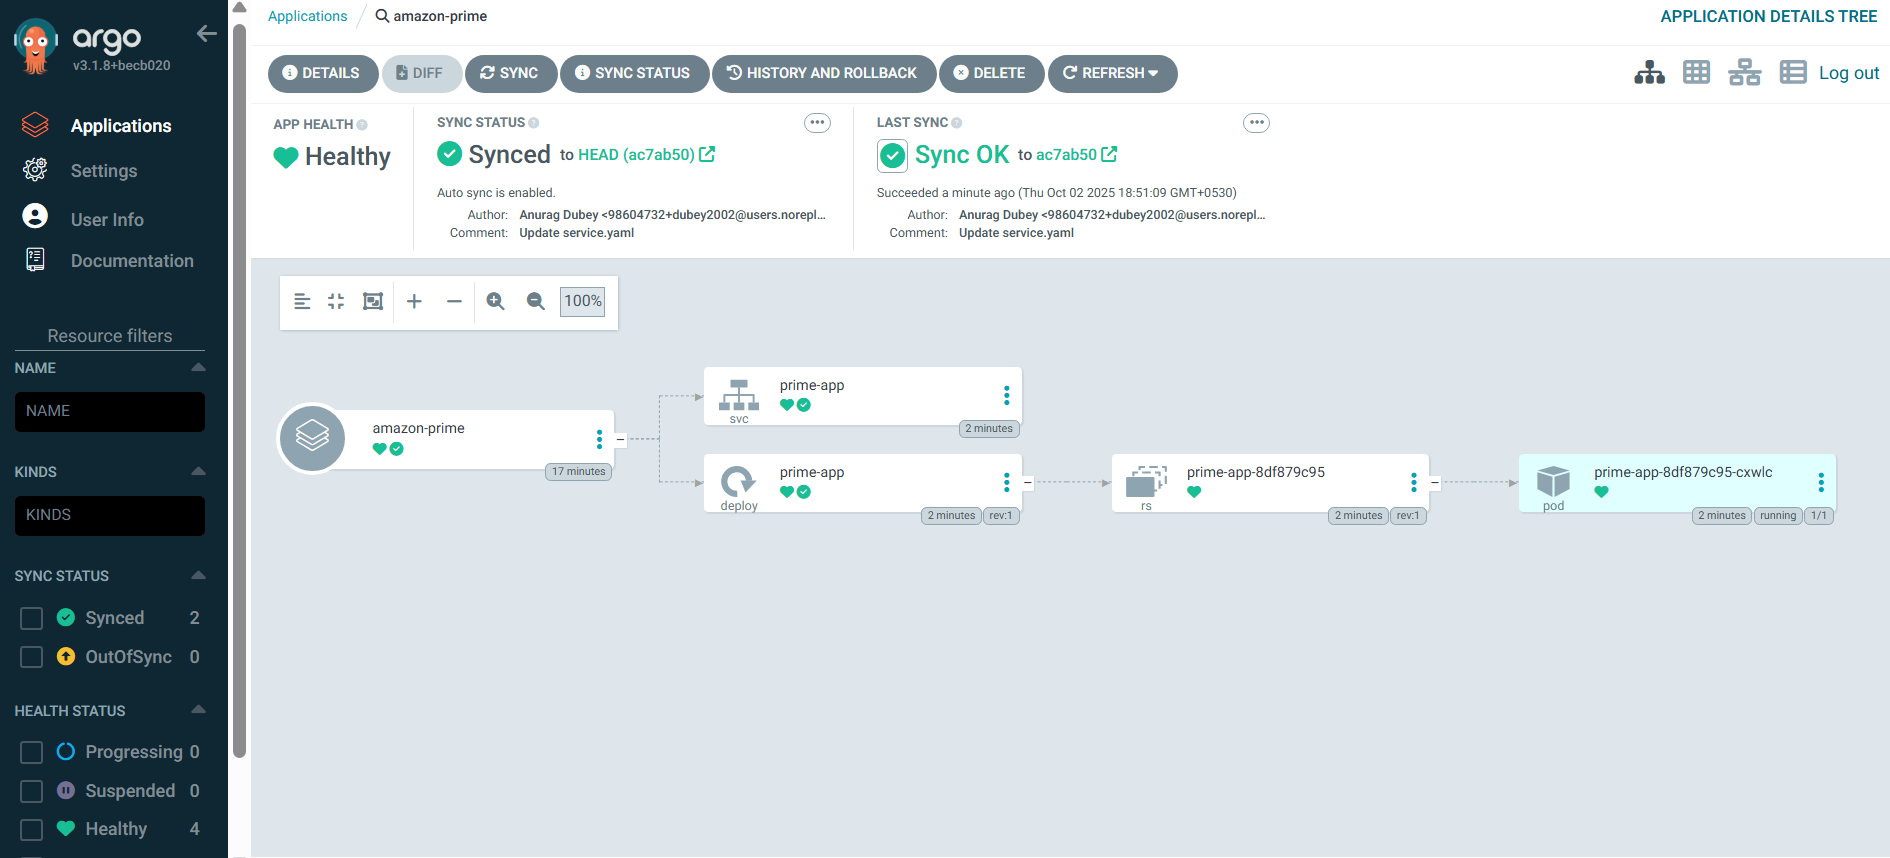 argo
v3.1.8+becb020
Applications
Settings
User Info
Documentation
Resource filters
NAME
NAME
KINDS
KINDS
SYNC STATUS
Synced 2
OutOfSync 0
HEALTH STATUS
Progressing 0
Suspended 0
Healthy 4
Applications / amazon-prime
APPLICATION DETAILS TREE
DETAILS DIFF SYNC SYNC STATUS HISTORY AND ROLLBACK DELETE REFRESH
Log out
APP HEALTH
Healthy
SYNC STATUS
Synced to HEAD (ac7ab50)
Auto sync is enabled.
Author: Anurag Dubey <98604732+dubey2002@users.norepl...
Comment: Update service.yaml
LAST SYNC
Sync OK to ac7ab50
Succeeded a minute ago (Thu Oct 02 2025 18:51:09 GMT+0530)
Author: Anurag Dubey <98604732+dubey2002@users.norepl...
Comment: Update service.yaml
100%
amazon-prime
17 minutes
prime-app
svc
2 minutes
prime-app
deploy
2 minutes rev:1
prime-app-8df879c95
rs
2 minutes rev:1
prime-app-8df879c95-cxwlc
pod
2 minutes running 1/1